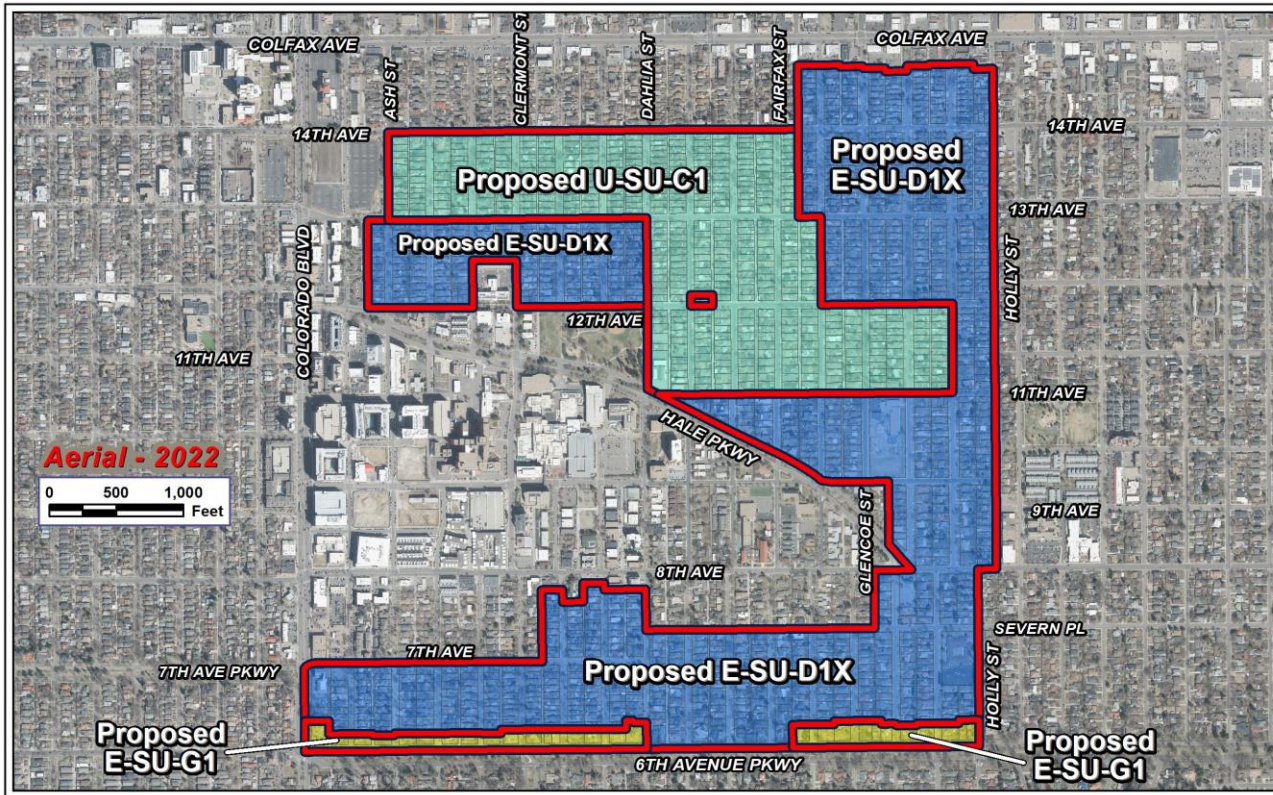 COLFAX AVE
COLFAX AVE
ASH ST
CLERMONT ST
DAHLIA ST
FAIRFAX ST
14TH AVE
14TH AVE
Proposed U-SU-C1
Proposed
E-SU-D1X
13TH AVE
Proposed E-SU-D1X
COLORADO BLVD
HOLLY ST
12TH AVE
11TH AVE
11TH AVE
HALE PKWY
Aerial - 2022
0 500 1,000
Feet
GLENCOE ST
9TH AVE
8TH AVE
SEVERN PL
7TH AVE PKWY
7TH AVE
Proposed E-SU-D1X
HOLLY ST
Proposed
E-SU-G1
6TH AVENUE PKWY
Proposed
E-SU-G1